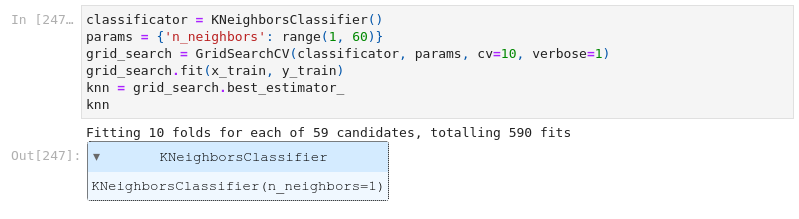 In [247…
classificator = KNeighborsClassifier()
params = {'n_neighbors': range(1, 60)}
grid_search = GridSearchCV(classificator, params, cv=10, verbose=1)
grid_search.fit(x_train, y_train)
knn = grid_search.best_estimator_
knn
Fitting 10 folds for each of 59 candidates, totalling 590 fits
Out[247]:
▼ KNeighborsClassifier
KNeighborsClassifier(n_neighbors=1)